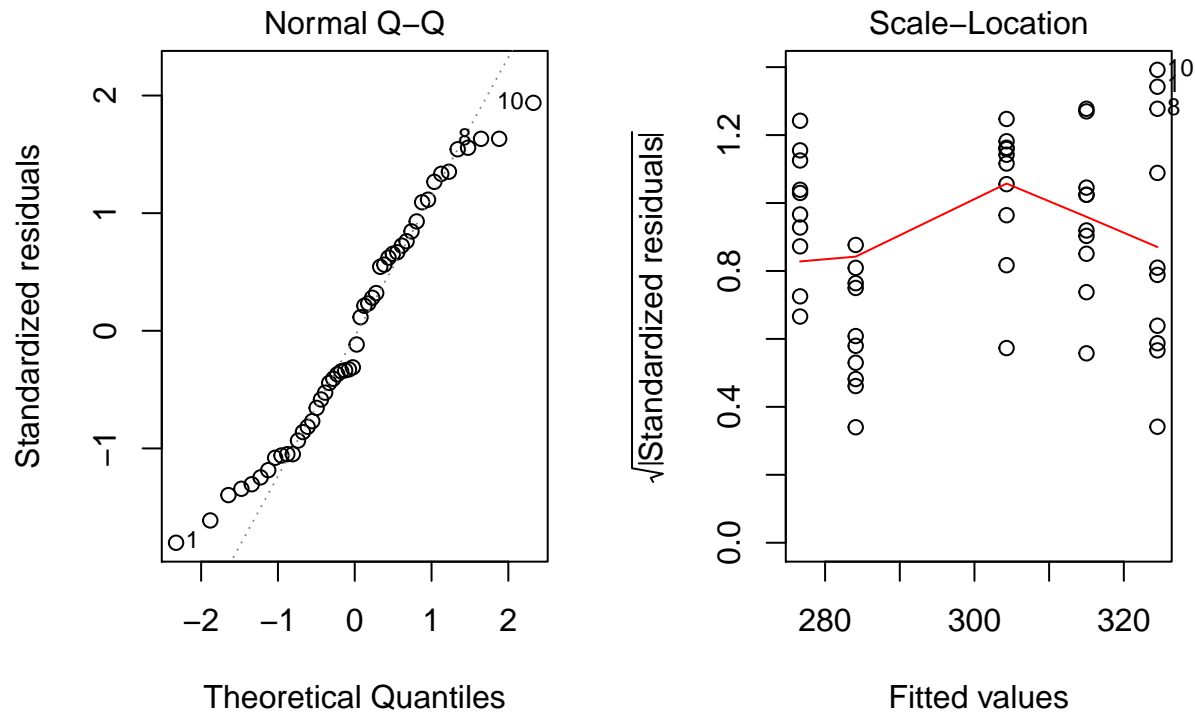 Normal Q−Q
Standardized residuals
2
1
0
−1
10
8
1
−2 −1 0 1 2
Theoretical Quantiles
Scale−Location
√|Standardized residuals|
1.2
0.8
0.4
0.0
10
1
8
280 300 320
Fitted values